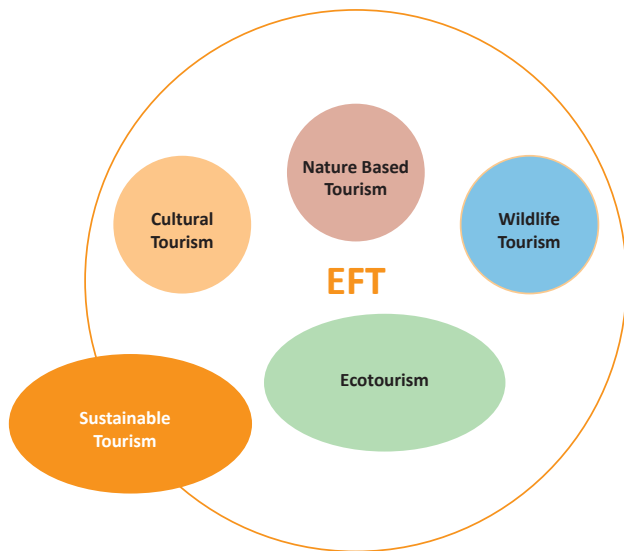 Nature Based
Tourism
Cultural
Tourism
Wildlife
Tourism
EFT
Ecotourism
Sustainable
Tourism